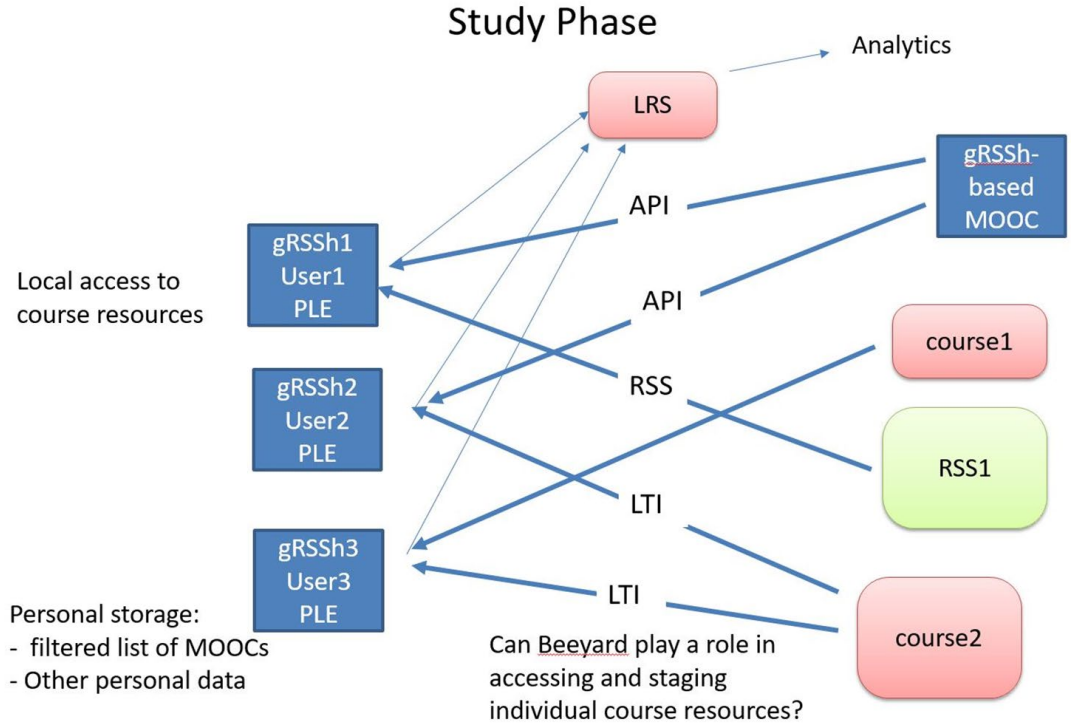 Study Phase
Analytics
LRS
gRSSh-
based
MOOC
API
gRSSh1
User1
PLE
Local access to
course resources
API
course1
gRSSh2
User2
PLE
RSS
RSS1
LTI
gRSSh3
User3
PLE
LTI
course2
Personal storage:
-  filtered list of MOOCs
- Other personal data
Can Beeyard play a role in
accessing and staging
individual course resources?